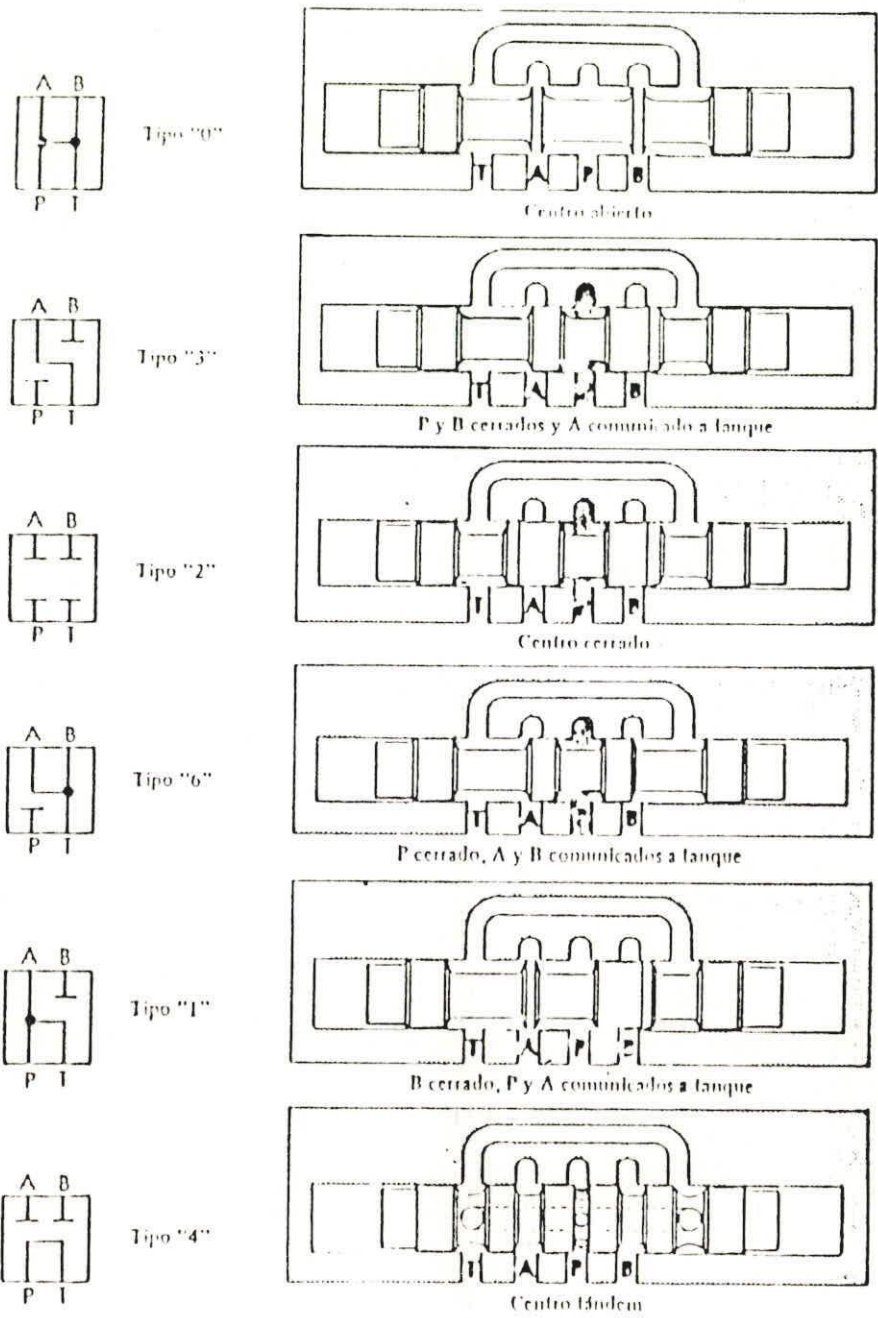 A B
Tipo "0"
T A P B
P T
Centro abierto
A B
Tipo "3"
T A B
P T
P y B cerrados y A comunicado a tanque
A B
Tipo "2"
T A B
P T
Centro cerrado
A B
Tipo "6"
T A P B
P T
P cerrado, A y B comunicados a tanque
A B
Tipo "1"
T A P
P T
B cerrado, P y A comunicados a tanque
A B
Tipo "4"
T A P B
P T
Centro tándem